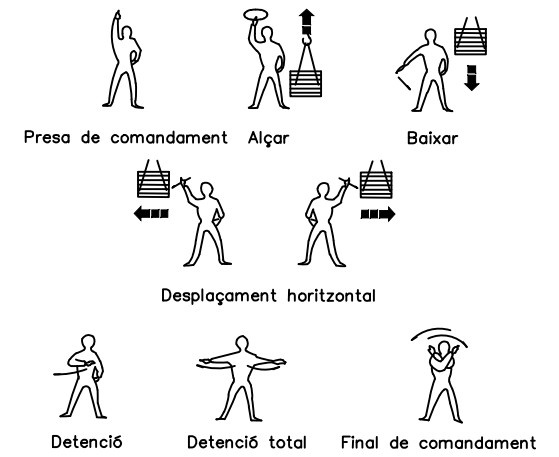 Presa de comandament Alçar Baixar
Desplaçament horitzontal
Detenció Detenció total Final de comandament